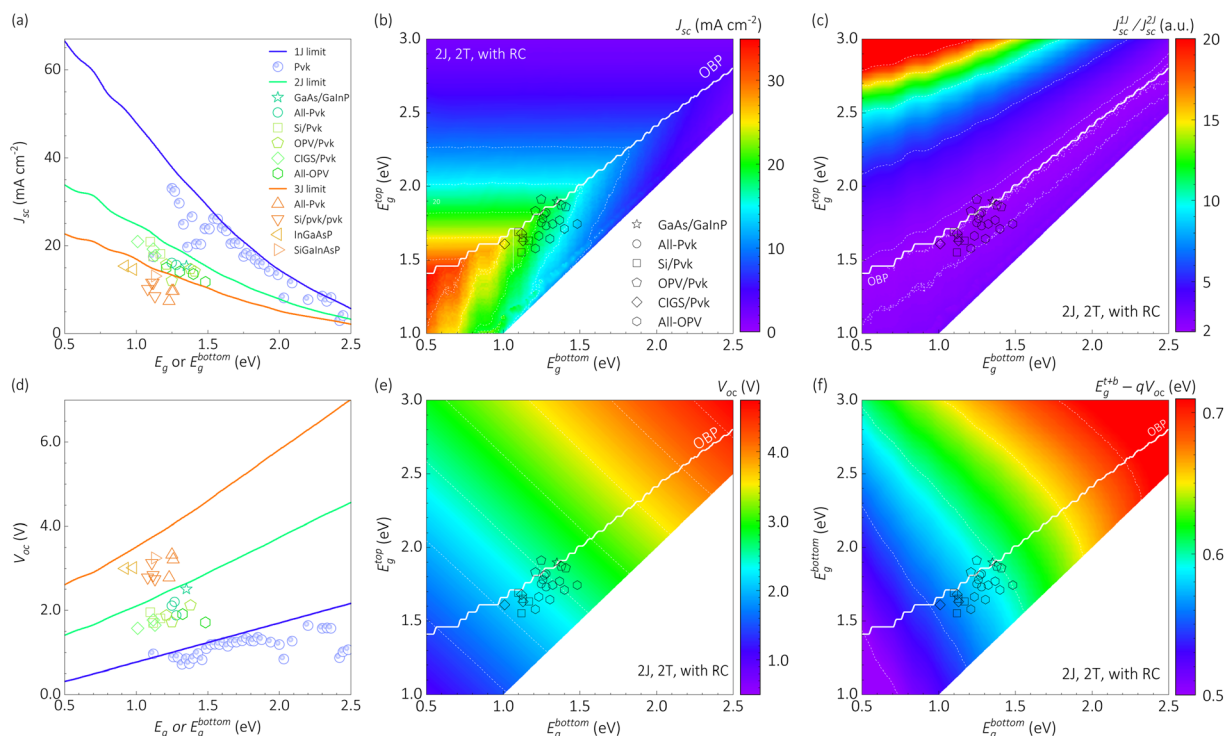 (a)
60
40
20
0
J_sc (mA cm⁻²)
0.5 1.0 1.5 2.0 2.5
E_g or E_g^bottom (eV)
1J limit
Pvk
2J limit
GaAs/GaInP
All-Pvk
Si/Pvk
OPV/Pvk
CIGS/Pvk
All-OPV
3J limit
All-Pvk
Si/pvk/pvk
InGaAsP
SiGaInAsP
(b)
J_sc (mA cm⁻²)
2J, 2T, with RC
OBP
20
3.0
2.5
2.0
1.5
1.0
E_g^top (eV)
GaAs/GaInP
All-Pvk
Si/Pvk
OPV/Pvk
CIGS/Pvk
All-OPV
0.5 1.0 1.5 2.0 2.5
E_g^bottom (eV)
30
20
10
0
(c)
J_sc^1J / J_sc^2J (a.u.)
3.0
2.5
2.0
1.5
1.0
E_g^top (eV)
OBP
2J, 2T, with RC
0.5 1.0 1.5 2.0 2.5
E_g^bottom (eV)
20
15
10
5
2
(d)
6.0
4.0
2.0
0.0
V_oc (V)
0.5 1.0 1.5 2.0 2.5
E_g or E_g^bottom (eV)
(e)
V_oc (V)
3.0
2.5
2.0
1.5
1.0
E_g^top (eV)
OBP
2J, 2T, with RC
0.5 1.0 1.5 2.0 2.5
E_g^bottom (eV)
4.0
3.0
2.0
1.0
(f)
E_g^t+b − qV_oc (eV)
3.0
2.5
2.0
1.5
1.0
E_g^bottom (eV)
OBP
2J, 2T, with RC
0.5 1.0 1.5 2.0 2.5
E_g^bottom (eV)
0.7
0.6
0.5